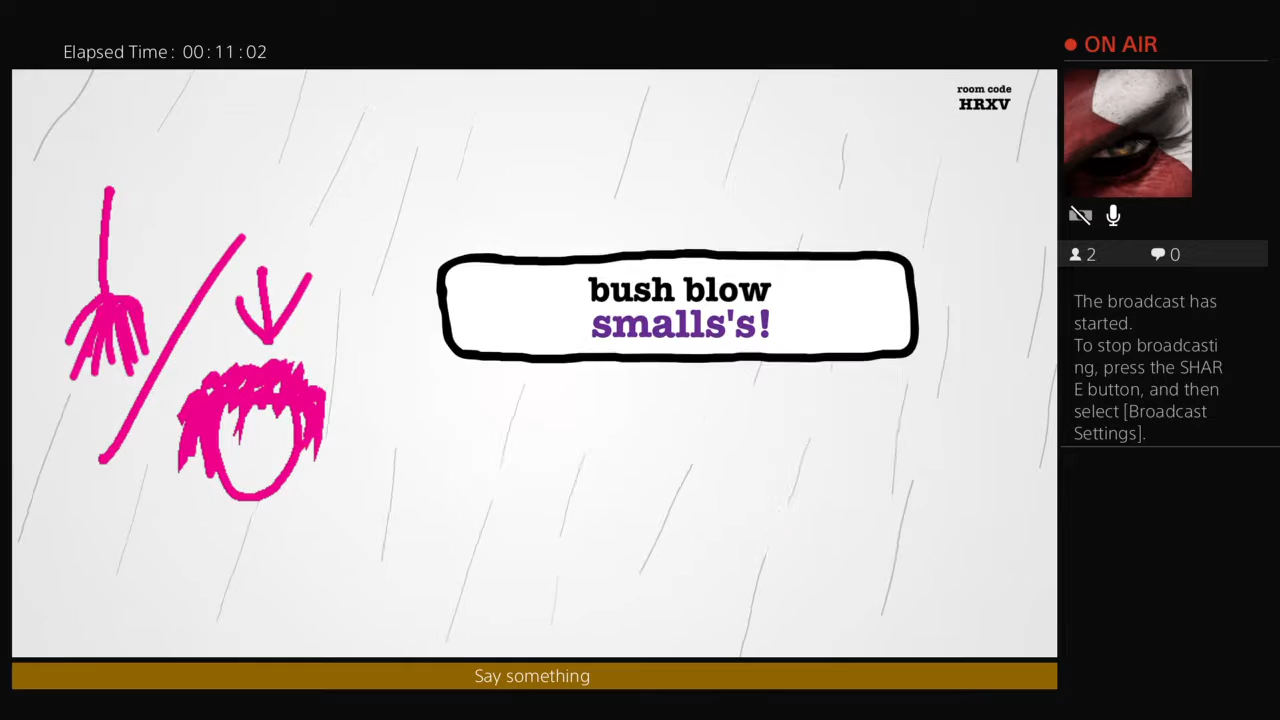 Elapsed Time: 00:11:02
ON AIR
room code
HRXV
bush blow
smalls's!
2
0
The broadcast has
started.
To stop broadcasti
ng, press the SHAR
E button, and then
select [Broadcast
Settings].
Say something